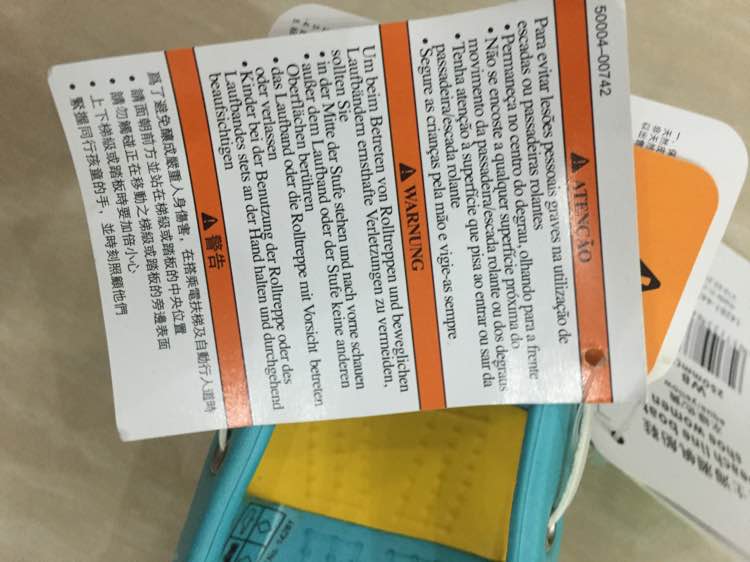 50004-00742
ATENÇÃO
Para evitar lesões pessoais graves na utilização de
escadas ou passadeiras rolantes
• Permaneça no centro do degrau, olhando para a frente
• Não se encoste a qualquer superfície próxima do
movimento da passadeira/escada rolante ou dos degraus
• Tenha atenção à superfície que pisa ao entrar ou sair da
passadeira/escada rolante
• Segure as crianças pela mão e vigie-as sempre
WARNUNG
Um beim Betreten von Rolltreppen und beweglichen
Laufbändern ernsthafte Verletzungen zu vermeiden,
sollten Sie
• in der Mitte der Stufe stehen und nach vorne schauen
• außer dem Laufband oder der Stufe keine anderen
Oberflächen berühren
• das Laufband oder die Rolltreppe mit Vorsicht betreten
oder verlassen
• Kinder bei der Benutzung der Rolltreppe oder des
Laufbandes stets an der Hand halten und durchgehend
beaufsichtigen
警告
為了避免釀成嚴重人身傷害，在搭乘電扶梯及自動行人道時
• 請面朝前方並站在梯級或踏板的中央位置
• 請勿觸碰正在移動之梯級或踏板的旁邊表面
• 上下梯級或踏板時要加倍小心
• 緊握同行孩童的手，並時刻照顧他們
W8
250mm
beach line boat
shoe women
No. 14261